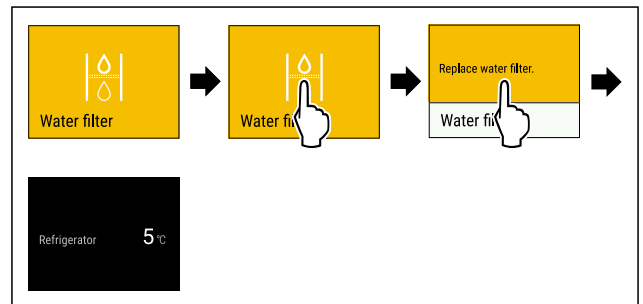 Water filter
Water fi
Replace water filter.
Water fi
Refrigerator 5 °C